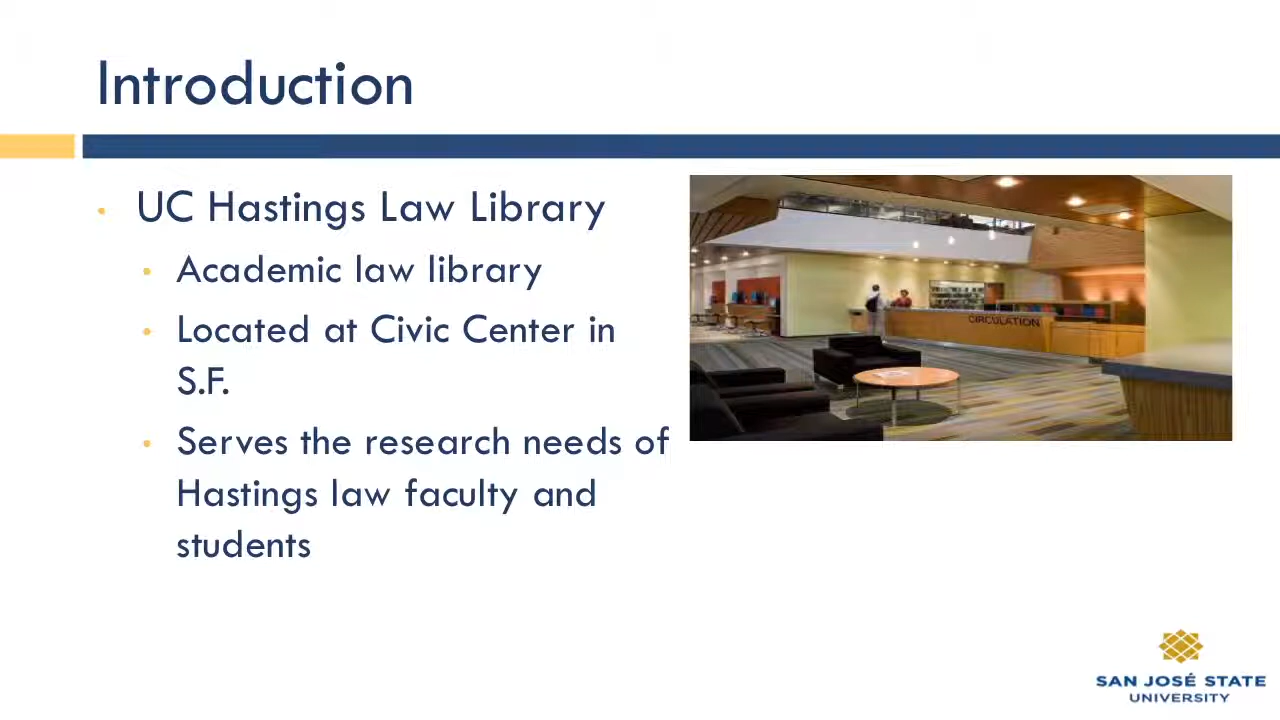 Introduction
• UC Hastings Law Library
• Academic law library
• Located at Civic Center in
S.F.
• Serves the research needs of
Hastings law faculty and
students
CIRCULATION
SAN JOSÉ STATE
UNIVERSITY